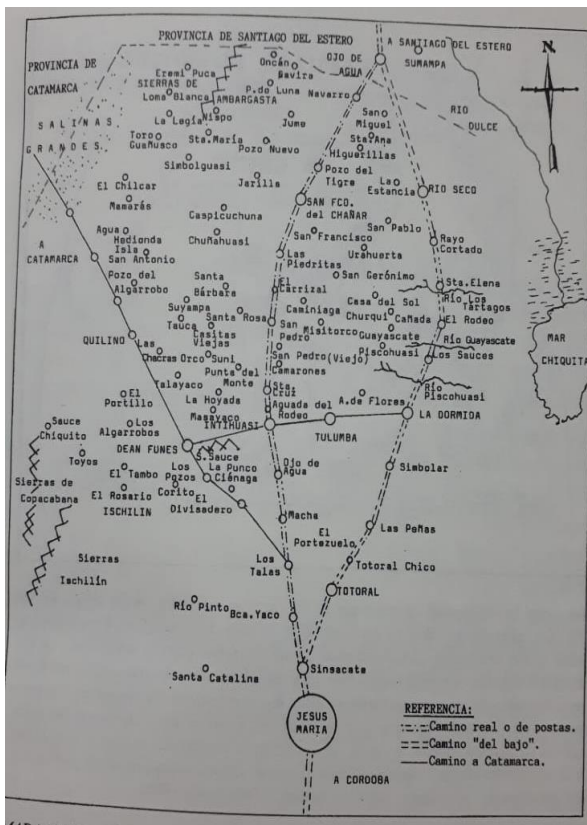 PROVINCIA DE SANTIAGO DEL ESTERO
A SANTIAGO DEL ESTERO
SUMAMPA
OJO DE
AGUA
N.
PROVINCIA DE
CATAMARCA
Oncán
Gavira
Eremí Puca
SIERRAS DE
AMBARGASTA
Loma Blanca
P.de Luna
Navarro
SALINAS
GRANDES
La Legia
Nispo
Jume
San
Miguel
RIO
DULCE
Toro
Guañusco
Sta.María
Pozo Nuevo
Sta.Ana
Higuerillas
Simbolguasi
Pozo del
Tigre
El Chilcar
Jarilla
La
Estancia
RIO SECO
Mamarás
Caspicuchuna
SAN FCO.
del CHAÑAR
Agua
Hedionda
Chuñahuasi
San Francisco
San Pablo
Rayo
Cortado
A
CATAMARCA
Isla
San Antonio
Las
Piedritas
Urahuerta
Pozo del
Algarrobo
Santa
Bárbara
San Gerónimo
Sta.Elena
El
Carrizal
Casa del Sol
Río Los
Tártagos
Suyampa
Santa Rosa
Caminiaga
Churqui
Cañada
El Rodeo
MAR
CHIQUITA
Tauca
Casitas
Viejas
San
Pedro
Misitorco
Guayascate
Río Guayascate
QUILINO
Las
Chacras
Orco
Suni
San Pedro(Viejo)
Piscohuasi
Los Sauces
Talayaco
Punta del
Monte
Camarones
Río
Piscohuasi
El
Portillo
La Hoyada
Sta.
Cruz
A.de Flores
Masayaco
Aguada del
Rodeo
LA DORMIDA
Sauce
Chiquito
Los
Algarrobos
INTIHUASI
TULUMBA
DEAN FUNES
S.Sauce
Toyos
El Tambo
Los
Pozos
La Punco
Ciénaga
Ojo de
Agua
Simbolar
Sierras de
Copacabana
El Rosario
Corito
El
Divisadero
ISCHILIN
Macha
Las Peñas
El
Portezuelo
Sierras
Ischilín
Los
Talas
Totoral Chico
TOTORAL
Río Pinto
Bca.Yaco
Santa Catalina
Sinsacate
JESUS
MARIA
REFERENCIA:
Camino real o de postas.
Camino "del bajo".
Camino a Catamarca.
A CORDOBA